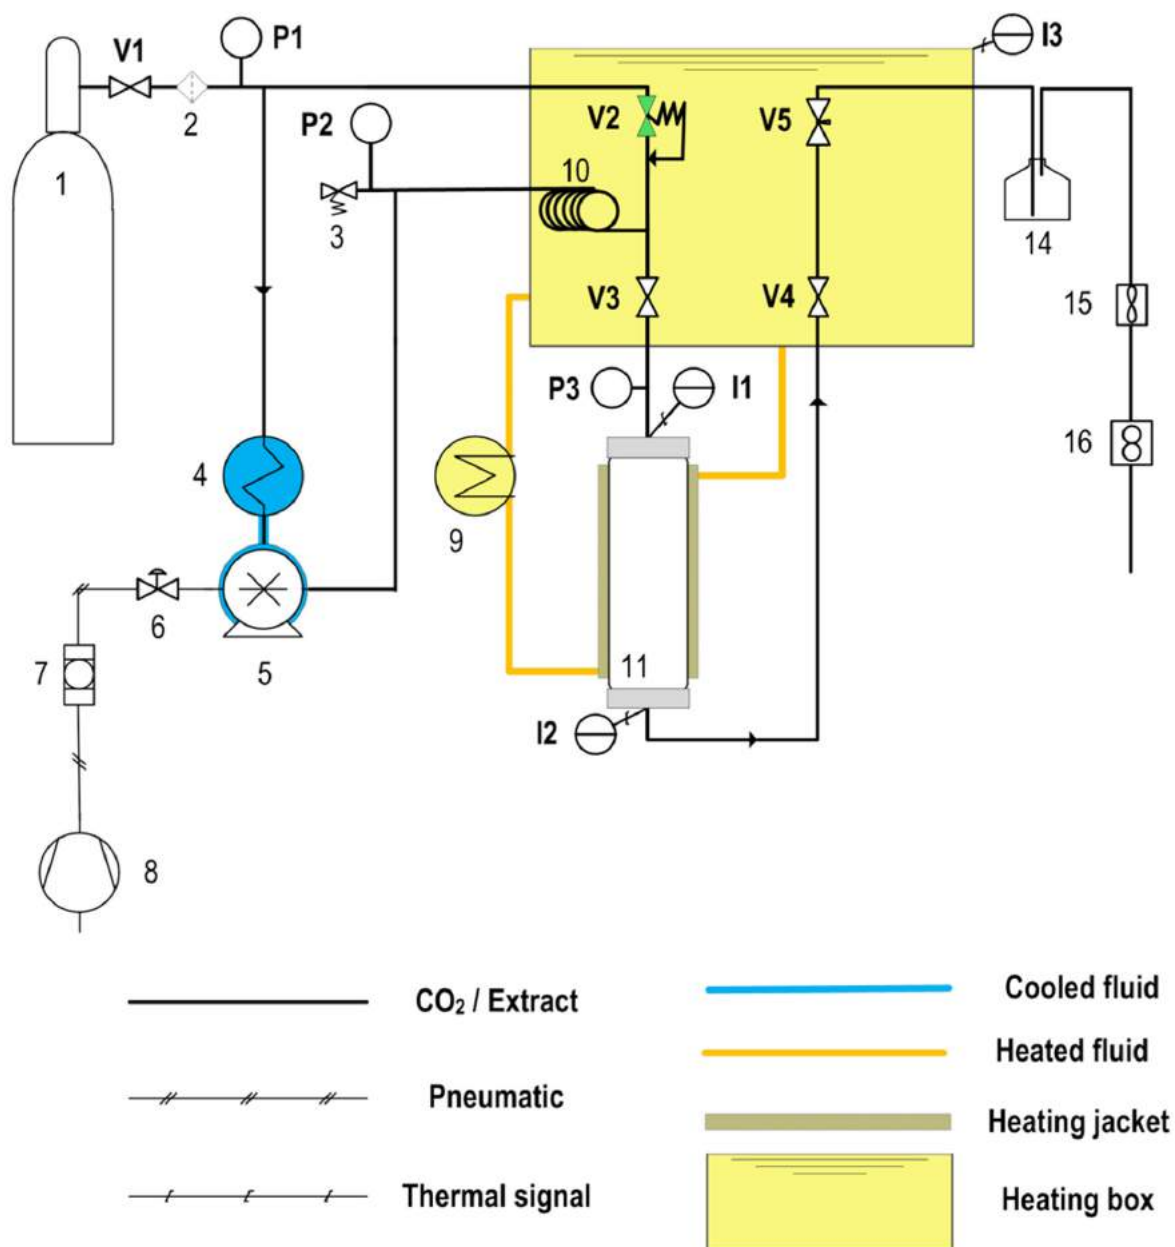 P1
I3
V1
2
P2
V2
V5
10
1
3
14
V3
V4
15
P3
I1
4
16
9
6
11
7
5
I2
8
CO₂ / Extract
Cooled fluid
Heated fluid
Pneumatic
Heating jacket
Thermal signal
Heating box